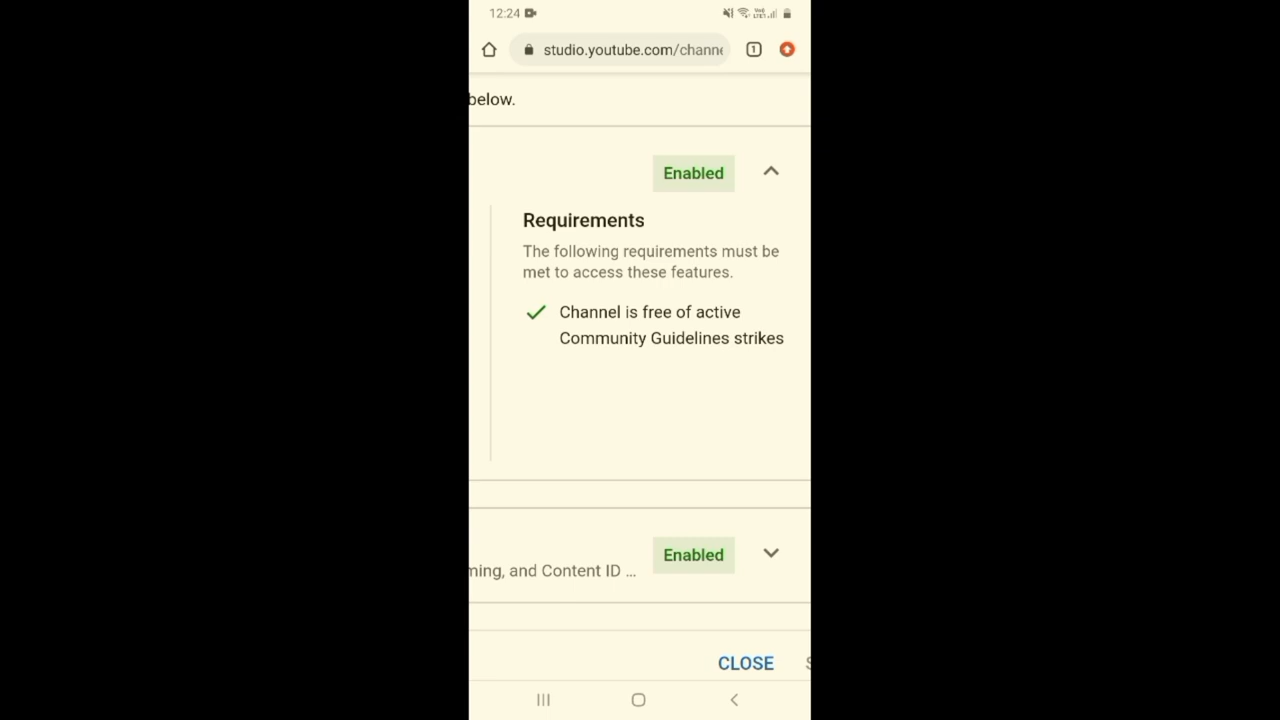 12:24
studio.youtube.com/channe
1
below.
Enabled
Requirements
The following requirements must be
met to access these features.
Channel is free of active
Community Guidelines strikes
Enabled
ming, and Content ID ...
CLOSE